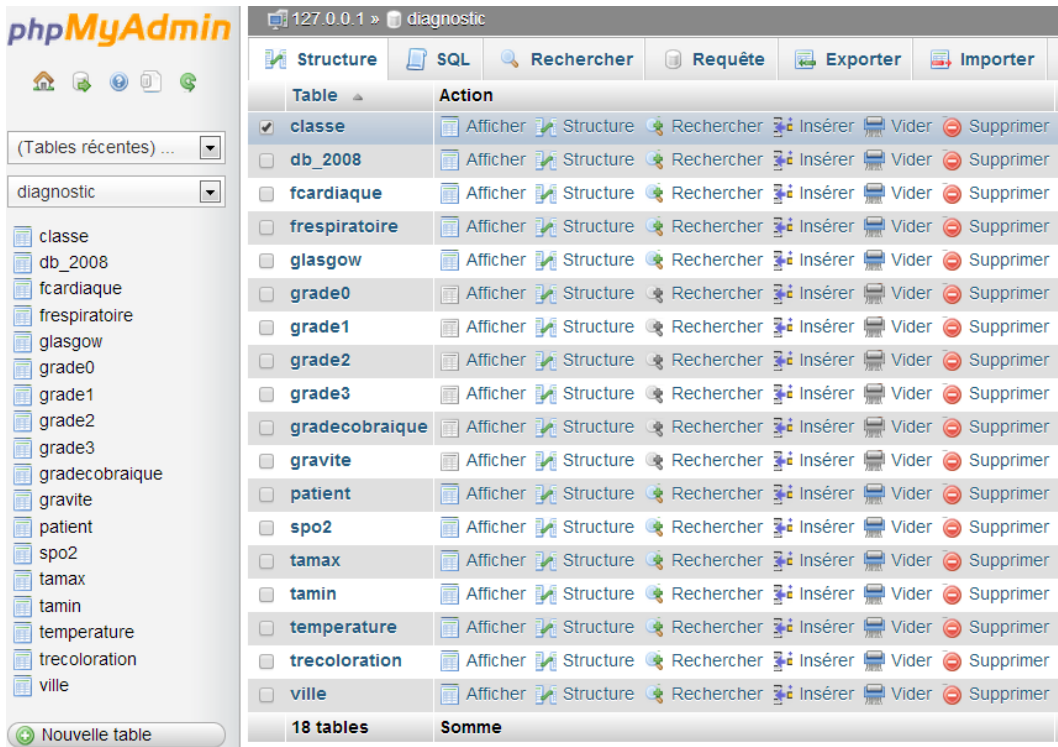 phpMyAdmin
(Tables récentes) ...
diagnostic
classe
db_2008
fcardiaque
frespiratoire
glasgow
grade0
grade1
grade2
grade3
gradecobraique
gravite
patient
spo2
tamax
tamin
temperature
trecoloration
ville
Nouvelle table
127.0.0.1 » diagnostic
Structure SQL Rechercher Requête Exporter Importer
Table Action
classe Afficher Structure Rechercher Insérer Vider Supprimer
db_2008 Afficher Structure Rechercher Insérer Vider Supprimer
fcardiaque Afficher Structure Rechercher Insérer Vider Supprimer
frespiratoire Afficher Structure Rechercher Insérer Vider Supprimer
glasgow Afficher Structure Rechercher Insérer Vider Supprimer
grade0 Afficher Structure Rechercher Insérer Vider Supprimer
grade1 Afficher Structure Rechercher Insérer Vider Supprimer
grade2 Afficher Structure Rechercher Insérer Vider Supprimer
grade3 Afficher Structure Rechercher Insérer Vider Supprimer
gradecobraique Afficher Structure Rechercher Insérer Vider Supprimer
gravite Afficher Structure Rechercher Insérer Vider Supprimer
patient Afficher Structure Rechercher Insérer Vider Supprimer
spo2 Afficher Structure Rechercher Insérer Vider Supprimer
tamax Afficher Structure Rechercher Insérer Vider Supprimer
tamin Afficher Structure Rechercher Insérer Vider Supprimer
temperature Afficher Structure Rechercher Insérer Vider Supprimer
trecoloration Afficher Structure Rechercher Insérer Vider Supprimer
ville Afficher Structure Rechercher Insérer Vider Supprimer
18 tables Somme